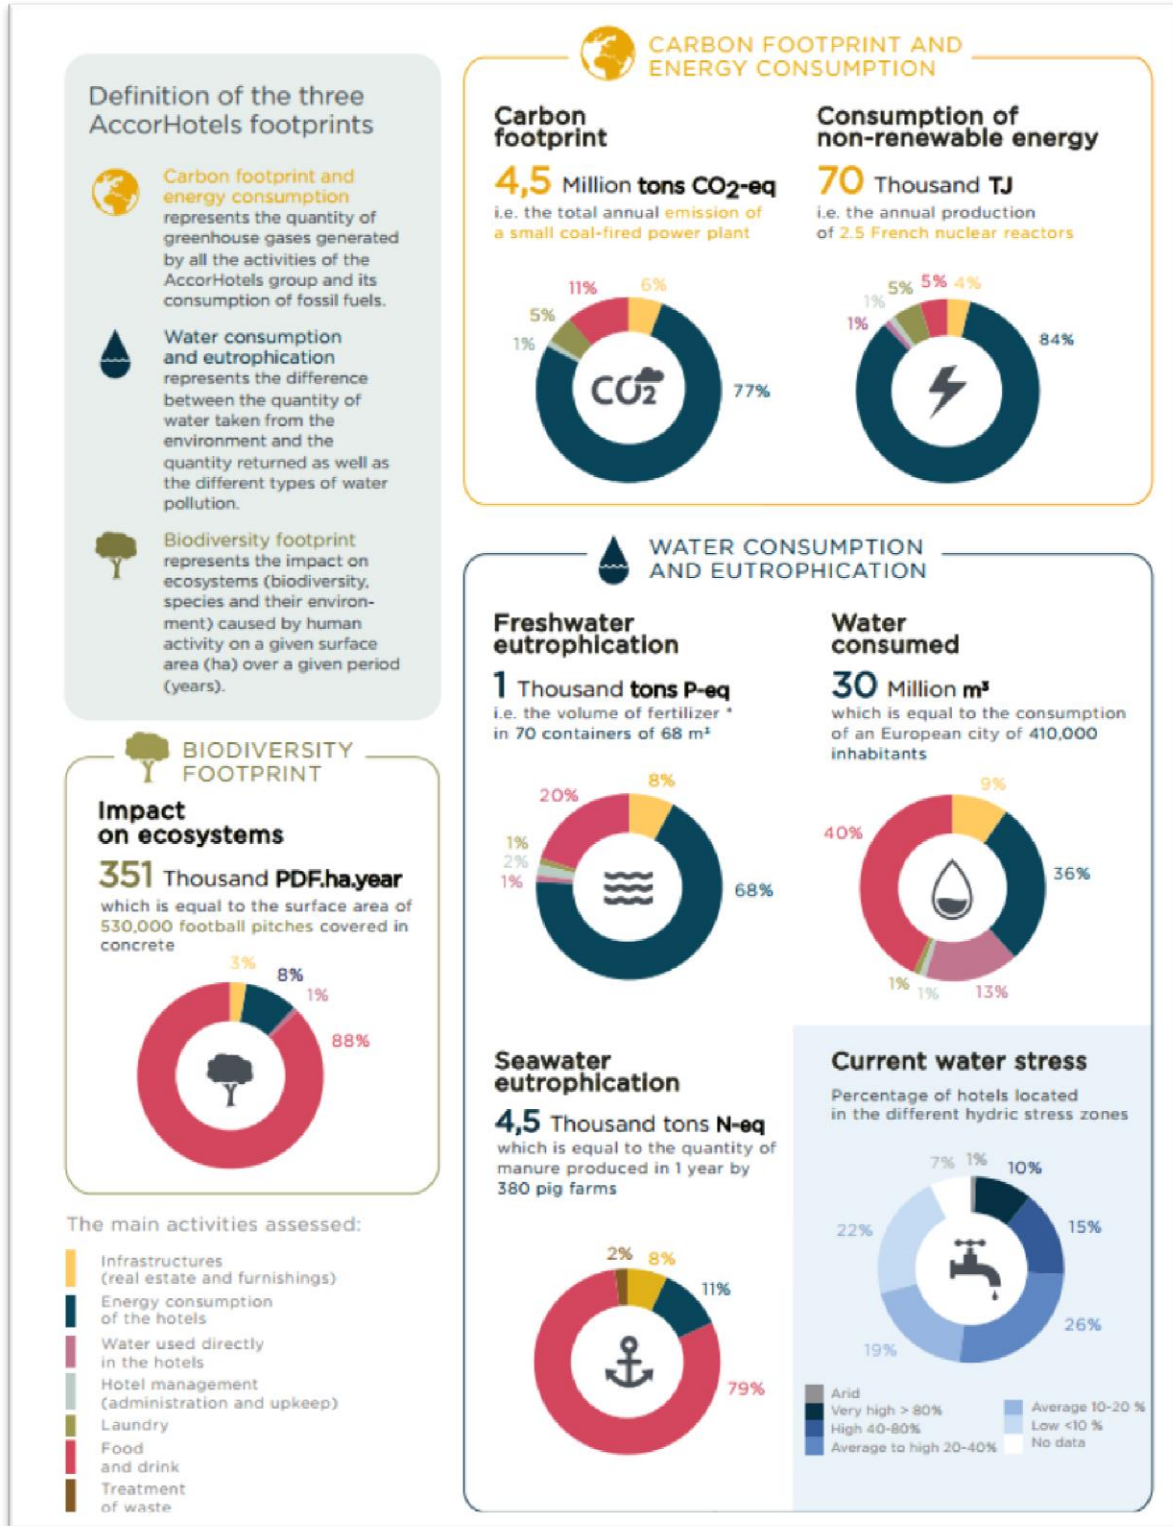 Definition of the three
AccorHotels footprints
Carbon footprint and
energy consumption
represents the quantity of
greenhouse gases generated
by all the activities of the
AccorHotels group and its
consumption of fossil fuels.
Water consumption
and eutrophication
represents the difference
between the quantity of
water taken from the
environment and the
quantity returned as well as
the different types of water
pollution.
Biodiversity footprint
represents the impact on
ecosystems (biodiversity,
species and their environ-
ment) caused by human
activity on a given surface
area (ha) over a given period
(years).
BIODIVERSITY
FOOTPRINT
Impact
on ecosystems
351 Thousand PDF.ha.year
which is equal to the surface area of
530,000 football pitches covered in
concrete
3%
8%
1%
88%
The main activities assessed:
Infrastructures
(real estate and furnishings)
Energy consumption
of the hotels
Water used directly
in the hotels
Hotel management
(administration and upkeep)
Laundry
Food
and drink
Treatment
of waste
CARBON FOOTPRINT AND
ENERGY CONSUMPTION
Carbon
footprint
4,5 Million tons CO2-eq
i.e. the total annual emission of
a small coal-fired power plant
11%
6%
5%
1%
77%
CO2
Consumption of
non-renewable energy
70 Thousand TJ
i.e. the annual production
of 2.5 French nuclear reactors
5%
5%
4%
1%
1%
84%
WATER CONSUMPTION
AND EUTROPHICATION
Freshwater
eutrophication
1 Thousand tons P-eq
i.e. the volume of fertilizer *
in 70 containers of 68 m³
8%
20%
1%
2%
1%
68%
Water
consumed
30 Million m³
which is equal to the consumption
of an European city of 410,000
inhabitants
9%
40%
36%
1%
1%
13%
Seawater
eutrophication
4,5 Thousand tons N-eq
which is equal to the quantity of
manure produced in 1 year by
380 pig farms
2%
8%
11%
79%
Current water stress
Percentage of hotels located
in the different hydric stress zones
7%
1%
10%
22%
15%
19%
26%
Arid
Very high > 80%
High 40-80%
Average to high 20-40%
Average 10-20 %
Low <10 %
No data